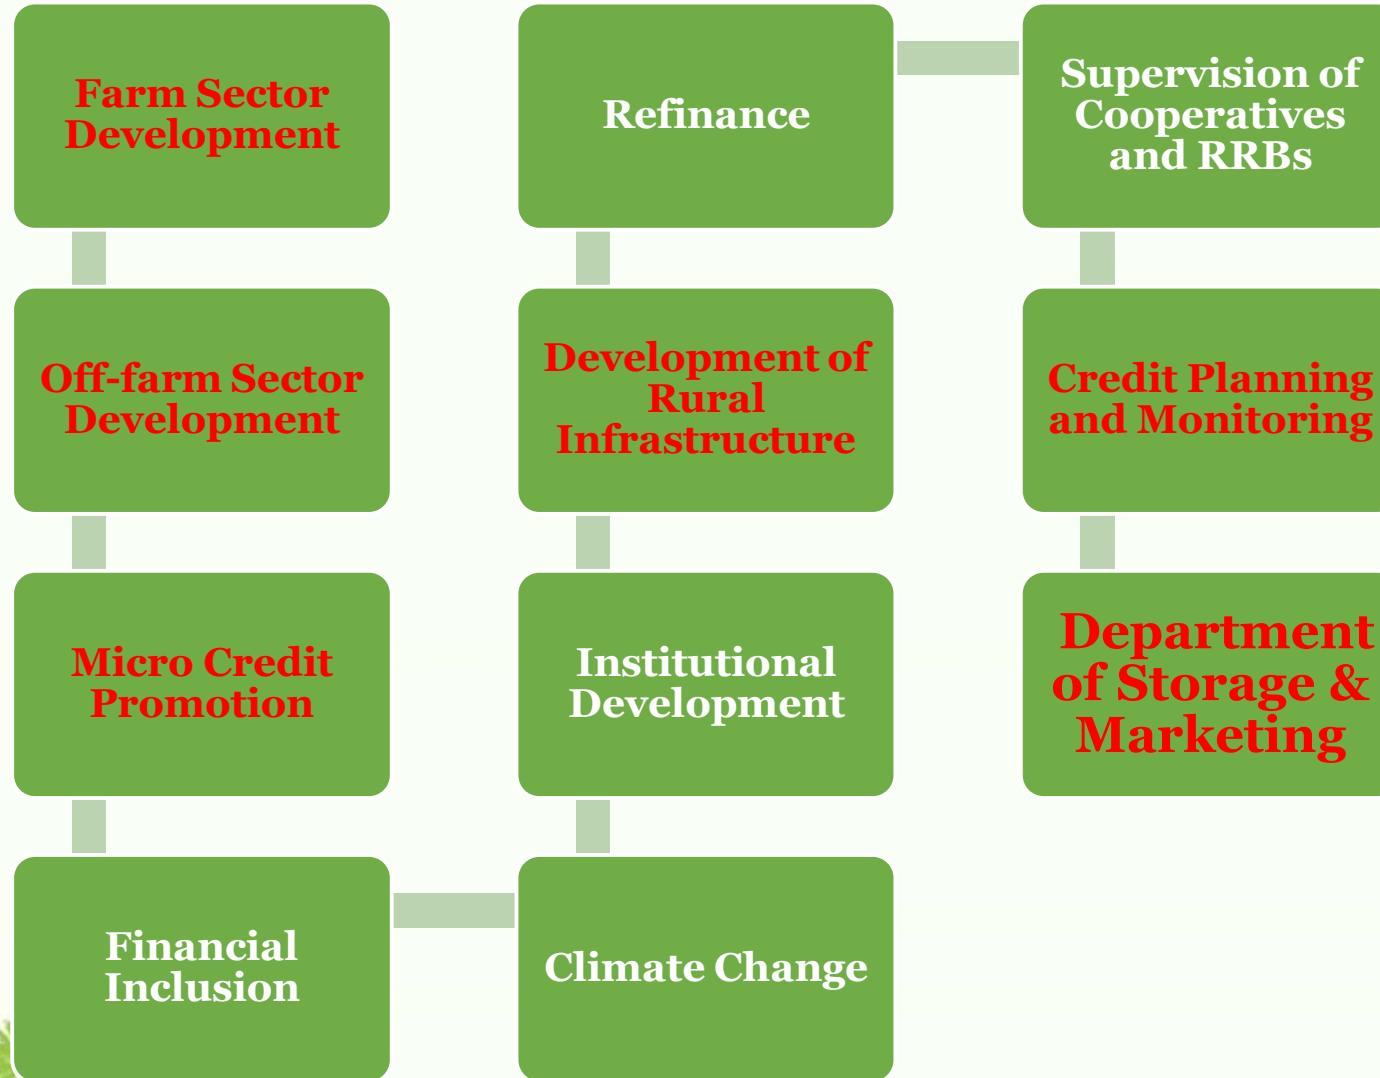 Farm Sector
Development
Off-farm Sector
Development
Micro Credit
Promotion
Financial
Inclusion
Climate Change
Institutional
Development
Development of
Rural
Infrastructure
Refinance
Supervision of
Cooperatives
and RRBs
Credit Planning
and Monitoring
Department
of Storage &
Marketing